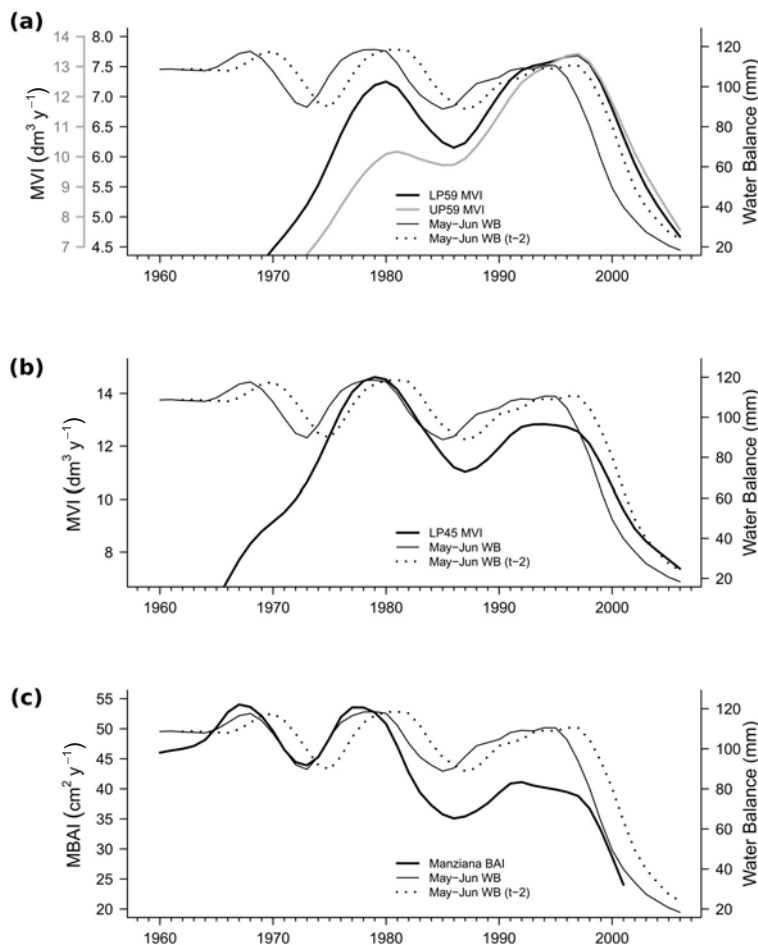 (a)
14
13
12
11
10
9
8
7
MVI (dm³ y⁻¹)
8.0
7.5
7.0
6.5
6.0
5.5
5.0
4.5
LP59 MVI
UP59 MVI
May−Jun WB
May−Jun WB (t−2)
120
100
80
60
40
20
Water Balance (mm)
1960 1970 1980 1990 2000
(b)
MVI (dm³ y⁻¹)
14
12
10
8
LP45 MVI
May−Jun WB
May−Jun WB (t−2)
120
100
80
60
40
20
Water Balance (mm)
1960 1970 1980 1990 2000
(c)
MBAI (cm² y⁻¹)
55
50
45
40
35
30
25
20
Manziana BAI
May−Jun WB
May−Jun WB (t−2)
120
100
80
60
40
20
Water Balance (mm)
1960 1970 1980 1990 2000